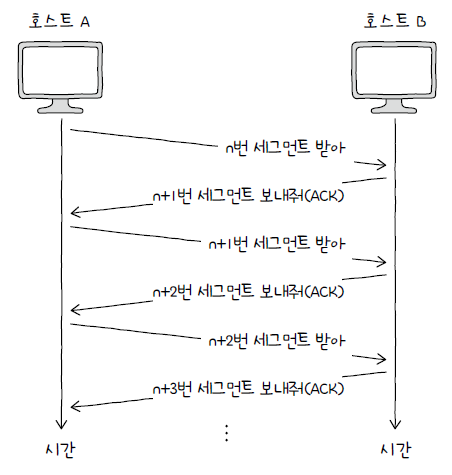 호스트 A
호스트 B
n번 세그먼트 받아
n+1번 세그먼트 보내줘(ACK)
n+1번 세그먼트 받아
n+2번 세그먼트 보내줘(ACK)
n+2번 세그먼트 받아
n+3번 세그먼트 보내줘(ACK)
시간
⋮
시간